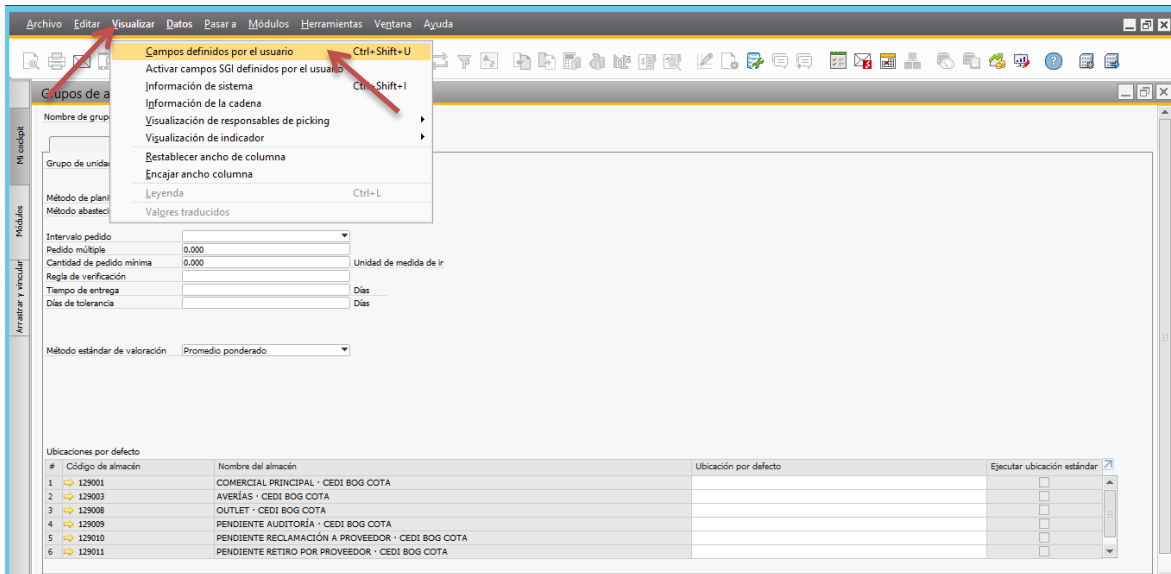 Archivo Editar Visualizar Datos Pasar a Módulos Herramientas Ventana Ayuda
Campos definidos por el usuario Ctrl+Shift+U
Activar campos SGI definidos por el usuario
Información de sistema Ctrl+Shift+I
Información de la cadena
Visualización de responsables de picking
Visualización de indicador
Restablecer ancho de columna
Encajar ancho columna
Leyenda Ctrl+L
Valores traducidos
Grupos de a
Nombre de grup
Mi cockpit
Módulos
Arrastrar y vincular
Grupo de unida
Método de plani
Método abasteci
Intervalo pedido
Pedido múltiple 0.000
Cantidad de pedido mínima 0.000 Unidad de medida de ir
Regla de verificación
Tiempo de entrega Días
Días de tolerancia Días
Método estándar de valoración Promedio ponderado
Ubicaciones por defecto
# Código de almacén Nombre del almacén Ubicación por defecto Ejecutar ubicación estándar
1 129001 COMERCIAL PRINCIPAL · CEDI BOG COTA
2 129003 AVERÍAS · CEDI BOG COTA
3 129008 OUTLET · CEDI BOG COTA
4 129009 PENDIENTE AUDITORÍA · CEDI BOG COTA
5 129010 PENDIENTE RECLAMACIÓN A PROVEEDOR · CEDI BOG COTA
6 129011 PENDIENTE RETIRO POR PROVEEDOR · CEDI BOG COTA